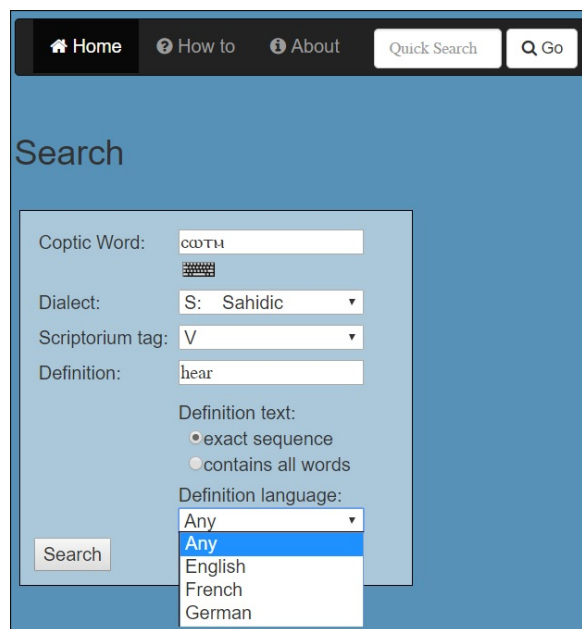 Home How to About Quick Search Go
Search
Coptic Word: ⲥⲱⲧⲙ
Dialect: S: Sahidic
Scriptorium tag: V
Definition: hear
Definition text:
exact sequence
contains all words
Definition language:
Any
Any
Search
English
French
German